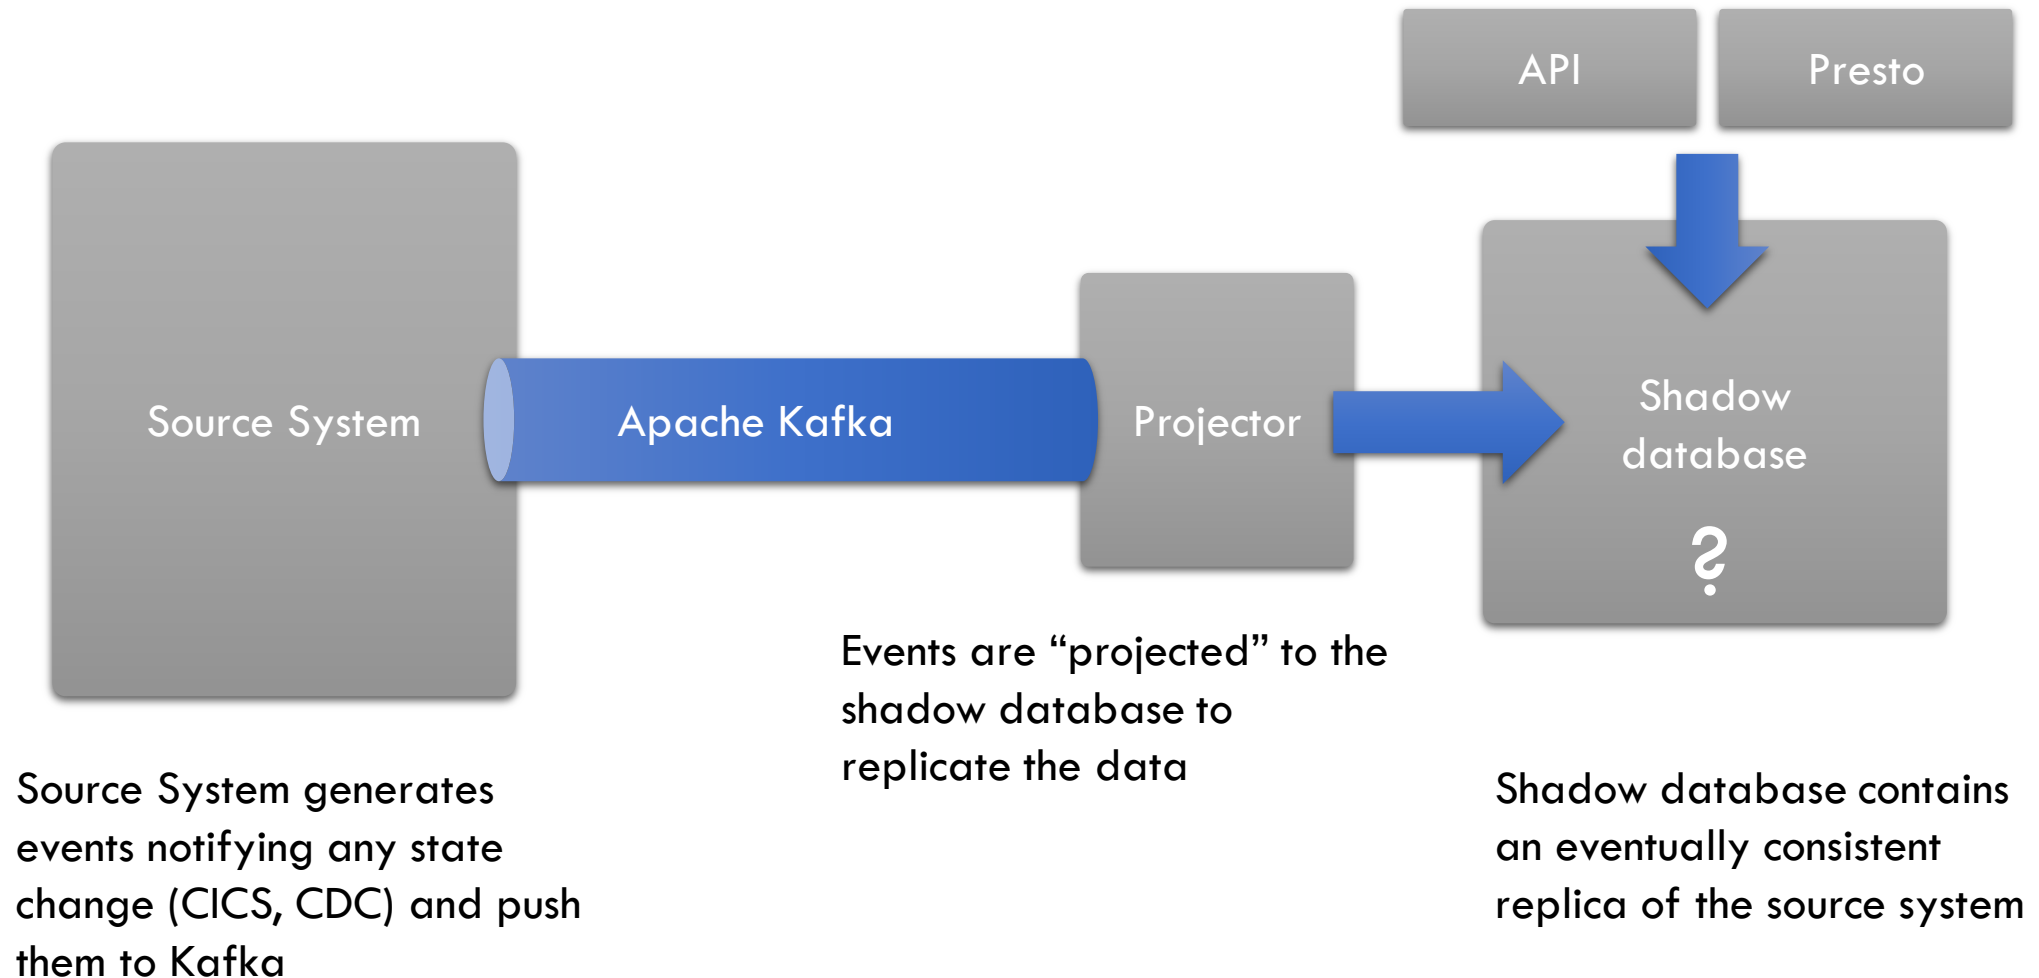 API
Presto
Source System
Apache Kafka
Projector
Shadow
database
?
Events are “projected” to the
shadow database to
replicate the data
Source System generates
events notifying any state
change (CICS, CDC) and push
them to Kafka
Shadow database contains
an eventually consistent
replica of the source system